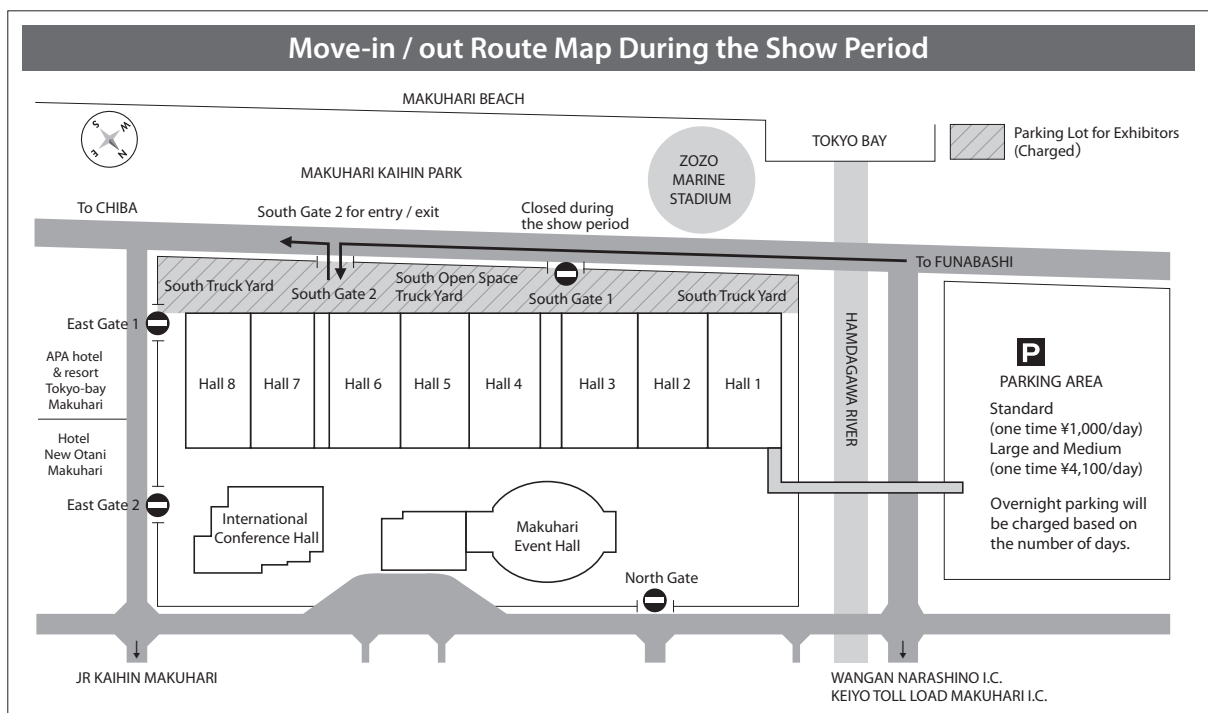 Move-in / out Route Map During the Show Period
MAKUHARI BEACH
S
W
E
N
TOKYO BAY
Parking Lot for Exhibitors
(Charged)
ZOZO
MARINE
STADIUM
MAKUHARI KAIHIN PARK
To CHIBA
South Gate 2 for entry / exit
Closed during
the show period
To FUNABASHI
South Truck Yard
South Gate 2
South Open Space
Truck Yard
South Gate 1
South Truck Yard
East Gate 1
APA hotel
& resort
Tokyo-bay
Makuhari
Hall 8
Hall 7
Hall 6
Hall 5
Hall 4
Hall 3
Hall 2
Hall 1
HAMDAGAWA RIVER
P
PARKING AREA
Standard
(one time ¥1,000/day)
Large and Medium
(one time ¥4,100/day)
Overnight parking will
be charged based on
the number of days.
Hotel
New Otani
Makuhari
East Gate 2
International
Conference Hall
Makuhari
Event Hall
North Gate
JR KAIHIN MAKUHARI
WANGAN NARASHINO I.C.
KEIYO TOLL LOAD MAKUHARI I.C.